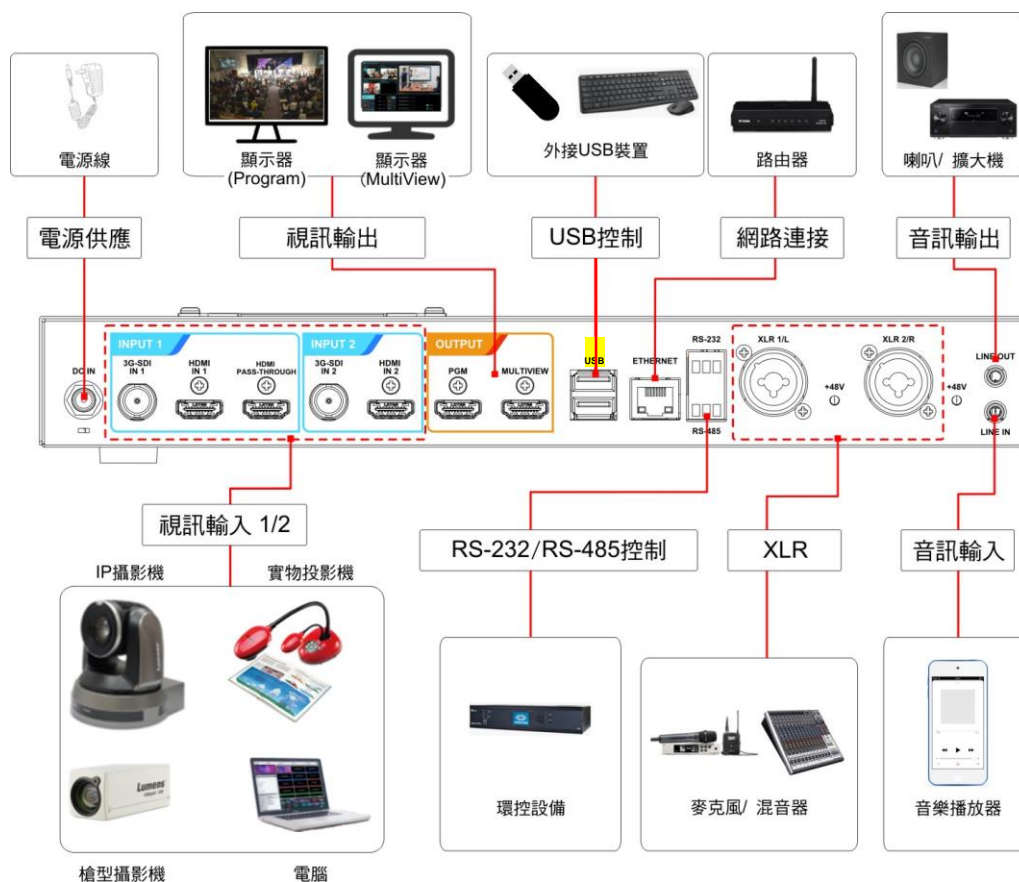 電源線
顯示器
(Program)
顯示器
(MultiView)
外接USB裝置
路由器
喇叭/ 擴大機
電源供應
視訊輸出
USB控制
網路連接
音訊輸出
INPUT 1
INPUT 2
OUTPUT
DC IN
3G-SDI
IN 1
HDMI
IN 1
HDMI
PASS-THROUGH
3G-SDI
IN 2
HDMI
IN 2
PGM
MULTIVIEW
USB
ETHERNET
RS-232
RS-485
XLR 1/L
+48V
XLR 2/R
+48V
LINE OUT
LINE IN
視訊輸入 1/2
RS-232/RS-485控制
XLR
音訊輸入
IP攝影機
實物投影機
Lumens
槍型攝影機
電腦
環控設備
麥克風/ 混音器
音樂播放器